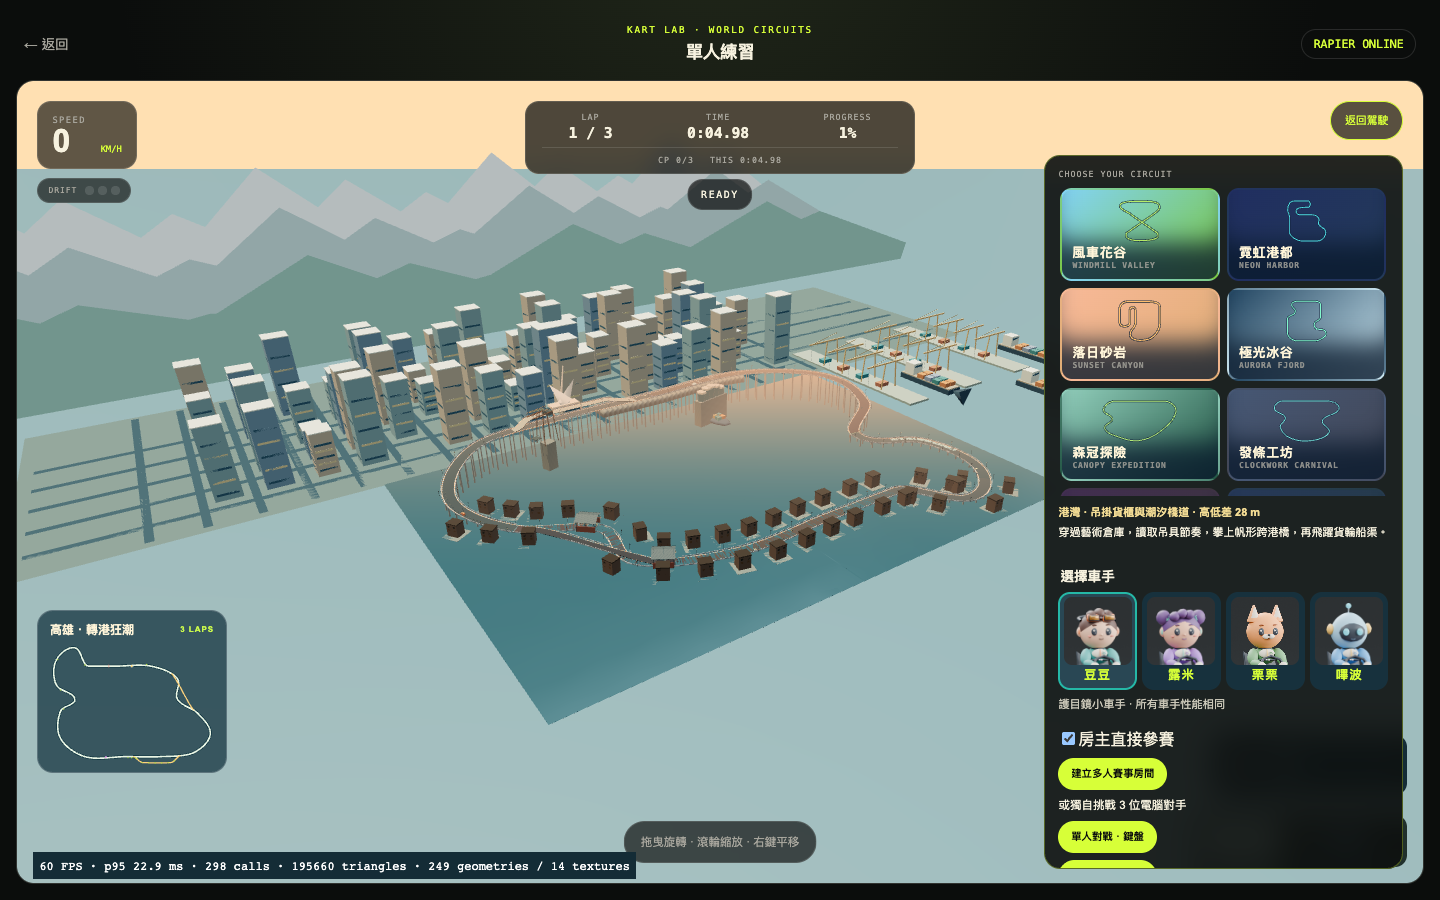 ← 返回
KART LAB · WORLD CIRCUITS
單人練習
RAPIER ONLINE
SPEED
0 KM/H
DRIFT
LAP TIME PROGRESS
1 / 3 0:04.98 1%
CP 0/3 THIS 0:04.98
READY
返回駕駛
CHOOSE YOUR CIRCUIT
風車花谷
WINDMILL VALLEY
霓虹港都
NEON HARBOR
落日砂岩
SUNSET CANYON
極光冰谷
AURORA FJORD
森冠探險
CANOPY EXPEDITION
發條工坊
CLOCKWORK CARNIVAL
港灣 · 吊掛貨櫃與潮汐橋道 · 高低差 28 m
穿過藝術倉庫，讀取吊具節奏，攀上帆形跨港橋，再飛躍貨輪船渠。
選擇車手
豆豆
露米
栗栗
嗶波
護目鏡小車手 · 所有車手性能相同
房主直接參賽
建立多人賽事房間
或獨自挑戰 3 位電腦對手
單人對戰 · 鍵盤
高雄 · 轉港狂潮 3 LAPS
拖曳旋轉 · 滾輪縮放 · 右鍵平移
60 FPS · p95 22.9 ms · 298 calls · 195660 triangles · 249 geometries / 14 textures